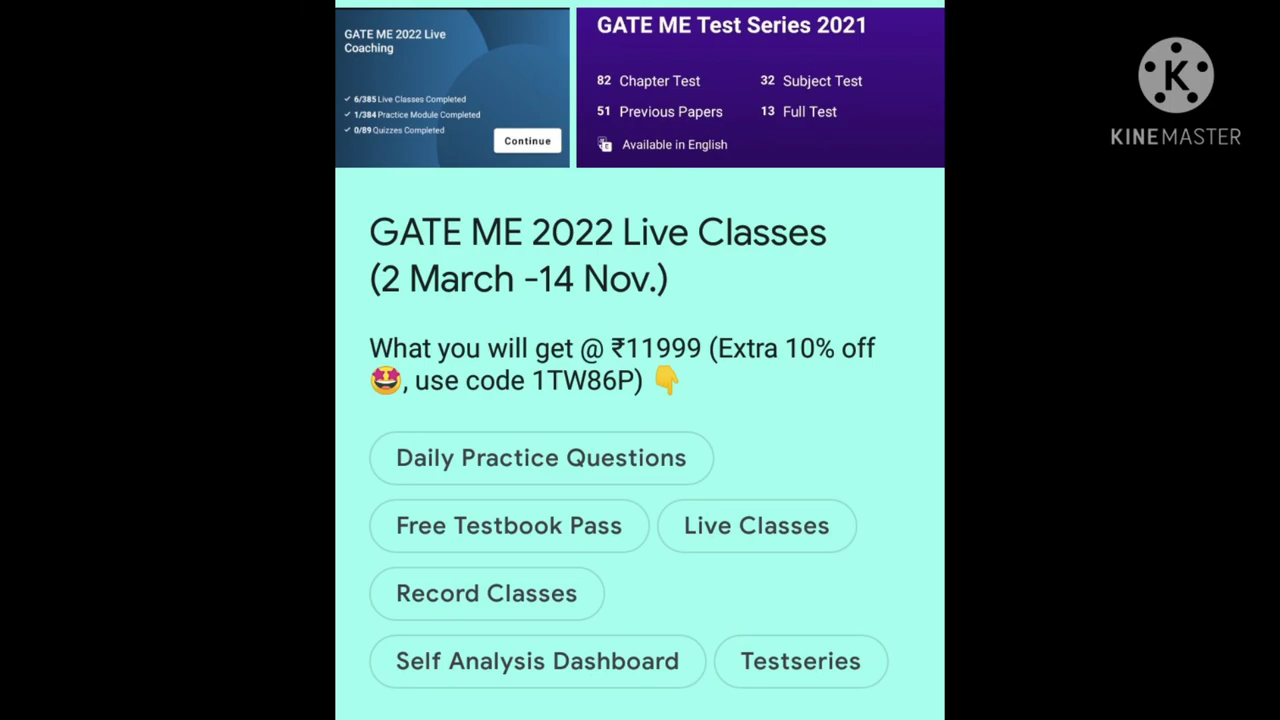 GATE ME 2022 Live
Coaching
✓ 6/385 Live Classes Completed
✓ 1/384 Practice Module Completed
✓ 0/89 Quizzes Completed
Continue
GATE ME Test Series 2021
82 Chapter Test
32 Subject Test
51 Previous Papers
13 Full Test
Available in English
K
KINEMASTER
GATE ME 2022 Live Classes
(2 March -14 Nov.)
What you will get @ ₹11999 (Extra 10% off
🤩, use code 1TW86P) 👇
Daily Practice Questions
Free Testbook Pass
Live Classes
Record Classes
Self Analysis Dashboard
Testseries